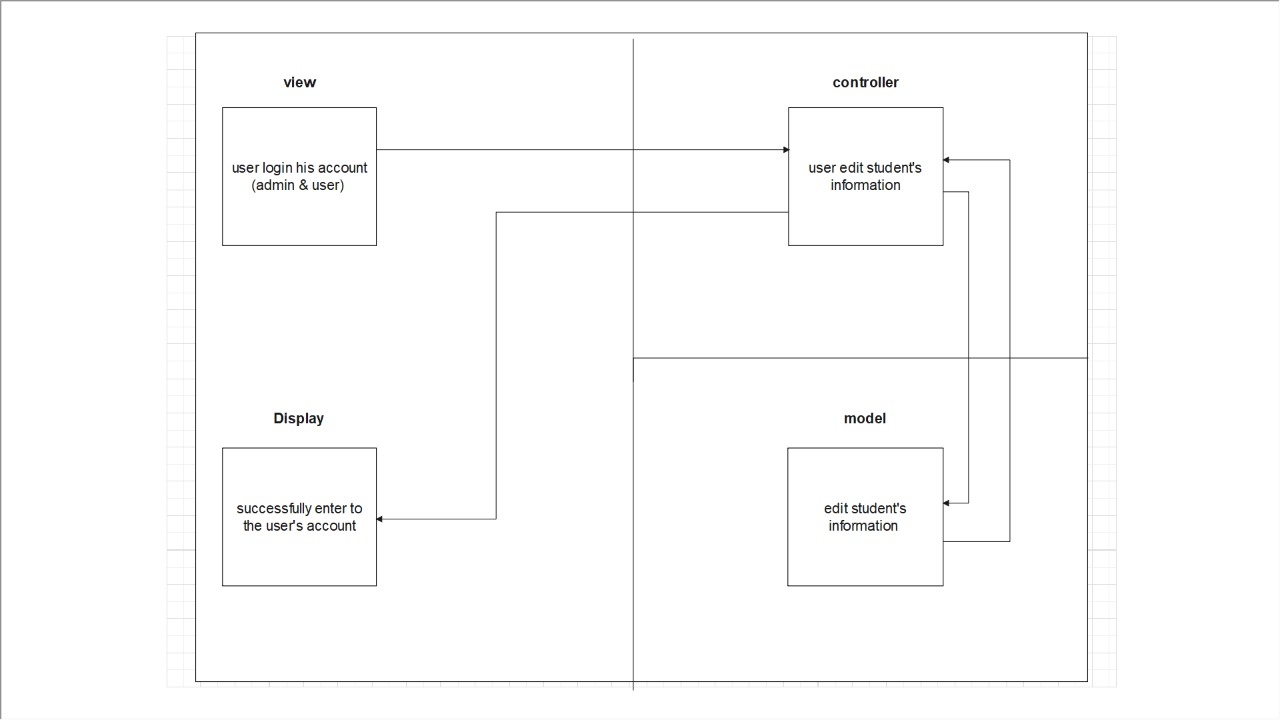 view
controller
user login his account
(admin & user)
user edit student's
information
Display
model
successfully enter to
the user's account
edit student's
information